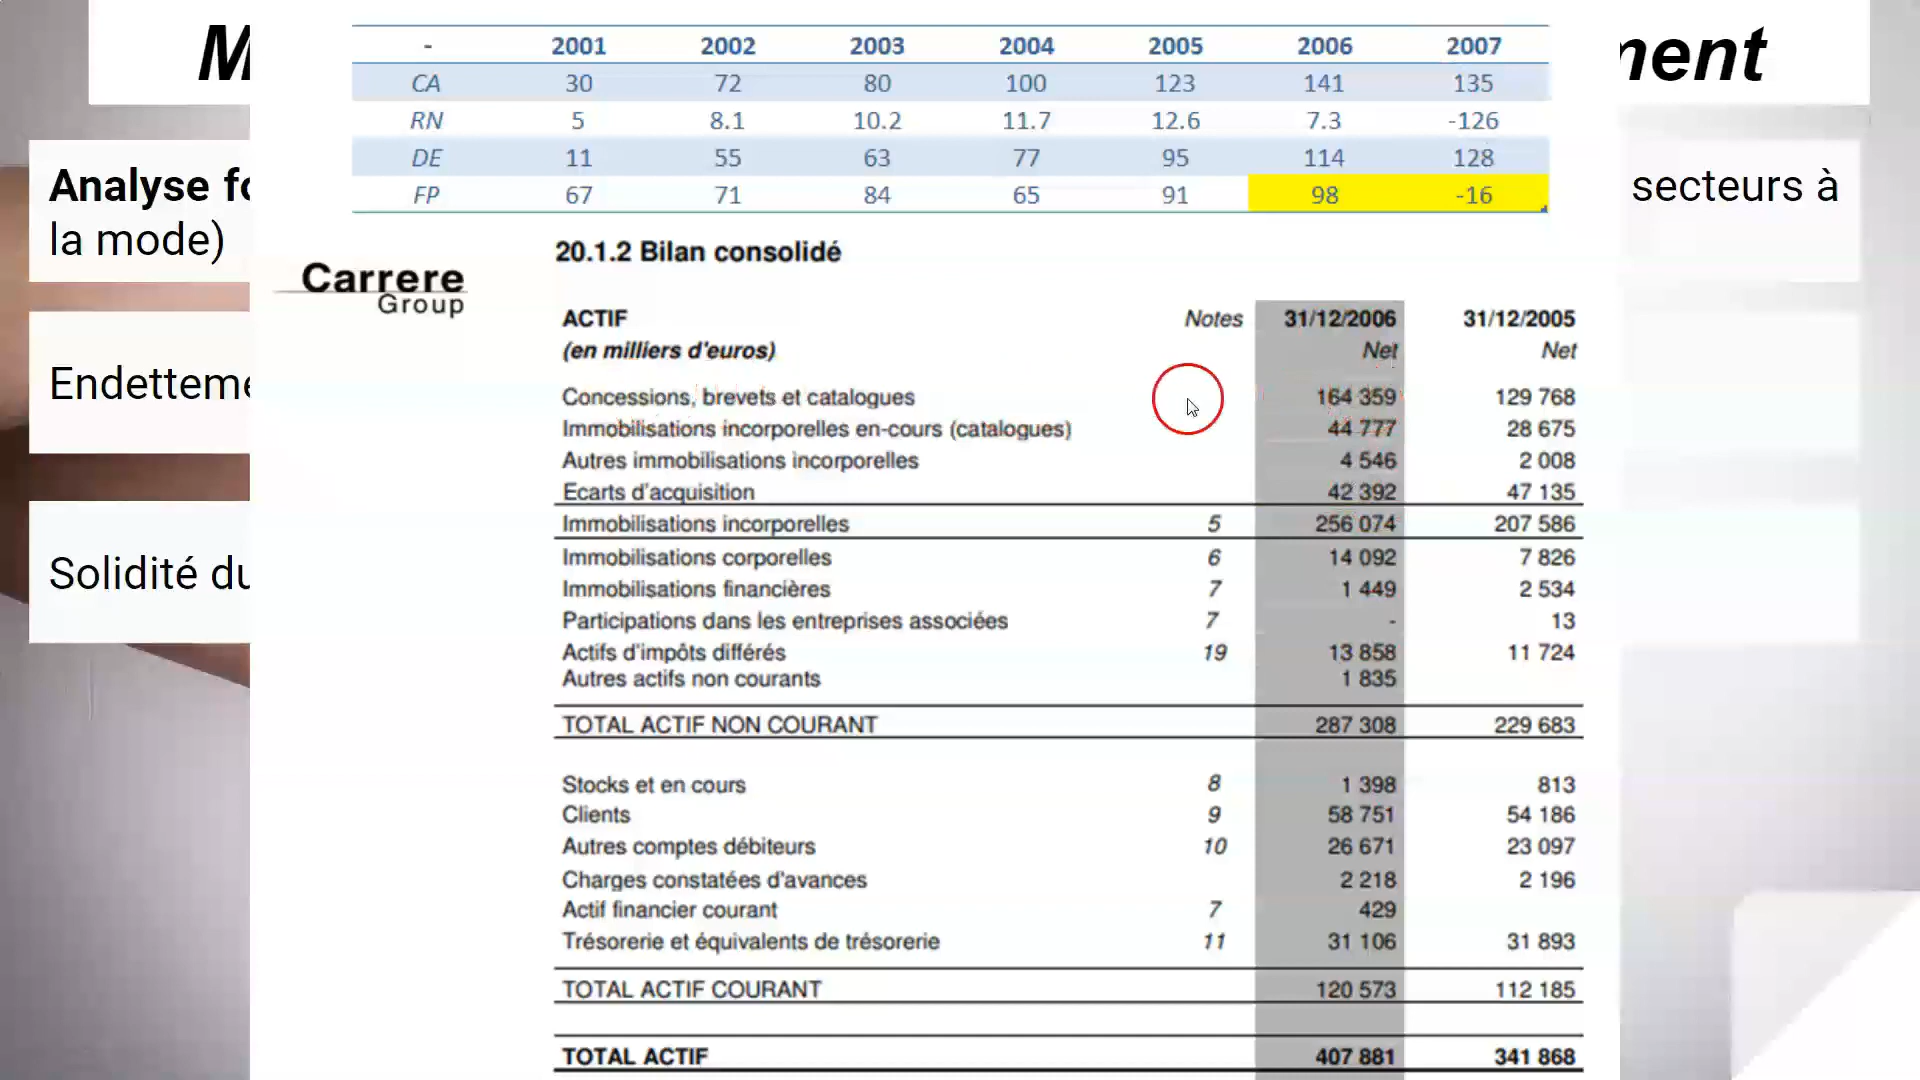 - 2001 2002 2003 2004 2005 2006 2007
CA 30 72 80 100 123 141 135
RN 5 8.1 10.2 11.7 12.6 7.3 -126
DE 11 55 63 77 95 114 128
FP 67 71 84 65 91 98 -16
ment
Analyse fo
secteurs à
la mode)
Endetteme
Solidité du
20.1.2 Bilan consolidé
Carrere
Group
ACTIF Notes 31/12/2006 31/12/2005
(en milliers d'euros) Net Net
Concessions, brevets et catalogues 164 359 129 768
Immobilisations incorporelles en-cours (catalogues) 44 777 28 675
Autres immobilisations incorporelles 4 546 2 008
Ecarts d'acquisition 42 392 47 135
Immobilisations incorporelles 5 256 074 207 586
Immobilisations corporelles 6 14 092 7 826
Immobilisations financières 7 1 449 2 534
Participations dans les entreprises associées 7 - 13
Actifs d'impôts différés 19 13 858 11 724
Autres actifs non courants 1 835
TOTAL ACTIF NON COURANT 287 308 229 683
Stocks et en cours 8 1 398 813
Clients 9 58 751 54 186
Autres comptes débiteurs 10 26 671 23 097
Charges constatées d'avances 2 218 2 196
Actif financier courant 7 429
Trésorerie et équivalents de trésorerie 11 31 106 31 893
TOTAL ACTIF COURANT 120 573 112 185
TOTAL ACTIF 407 881 341 868